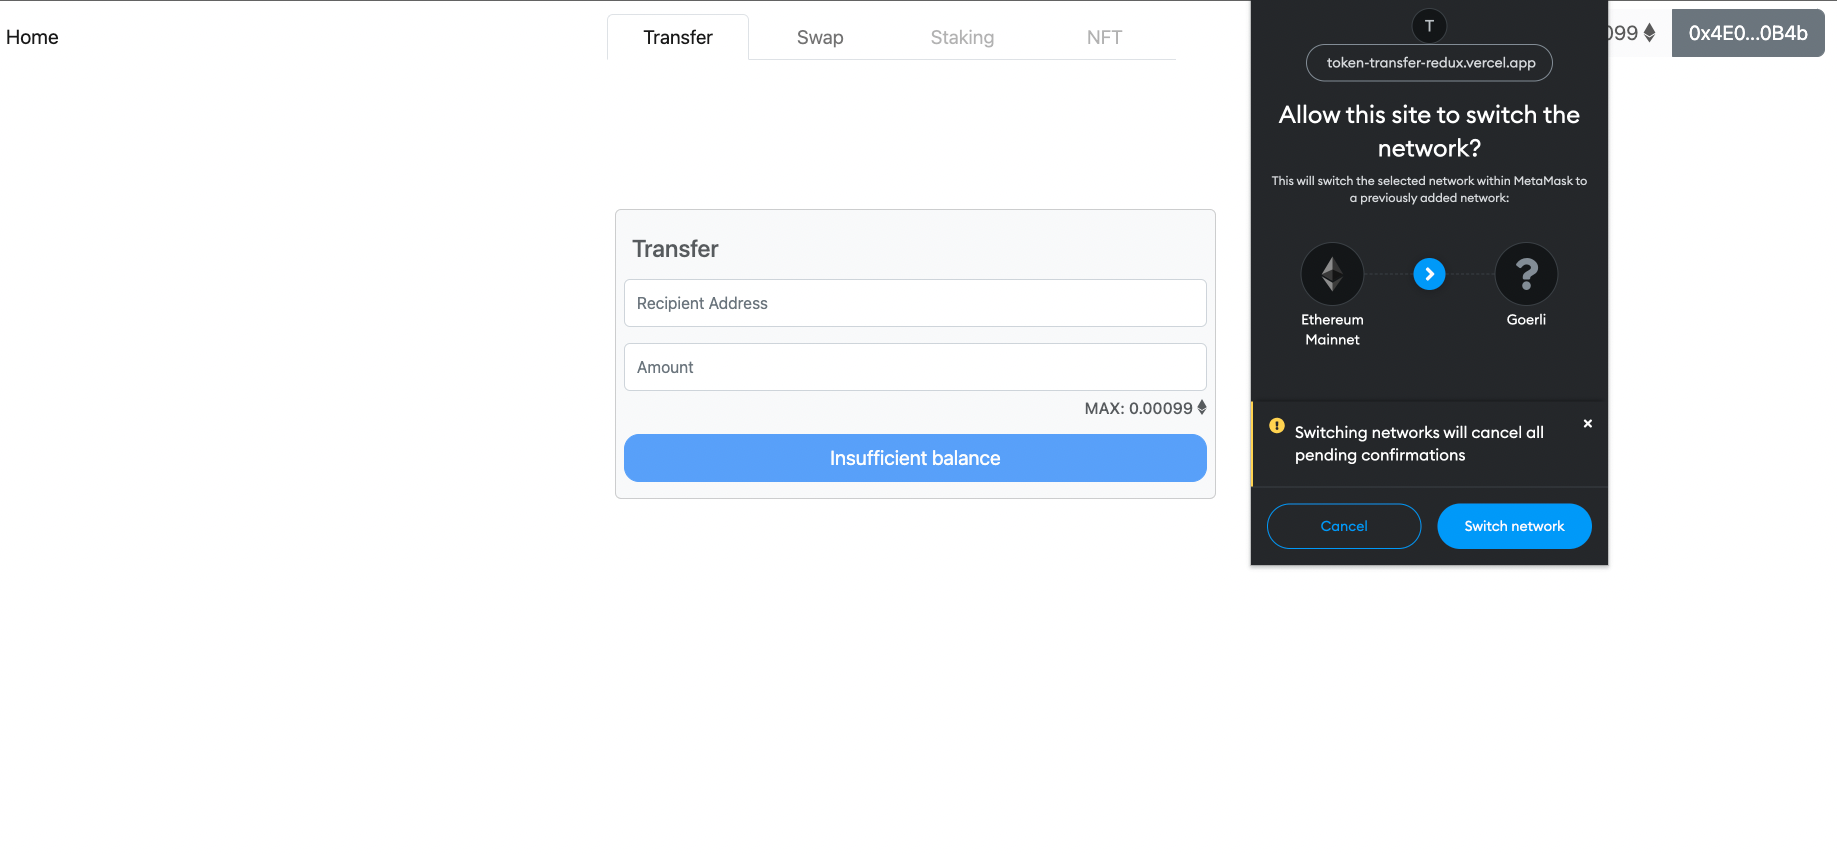 Home
Transfer
Swap
Staking
NFT
099
0x4E0...0B4b
Transfer
Recipient Address
Amount
MAX: 0.00099
Insufficient balance
T
token-transfer-redux.vercel.app
Allow this site to switch the
network?
This will switch the selected network within MetaMask to
a previously added network:
Ethereum
Mainnet
Goerli
Switching networks will cancel all
pending confirmations
Cancel
Switch network